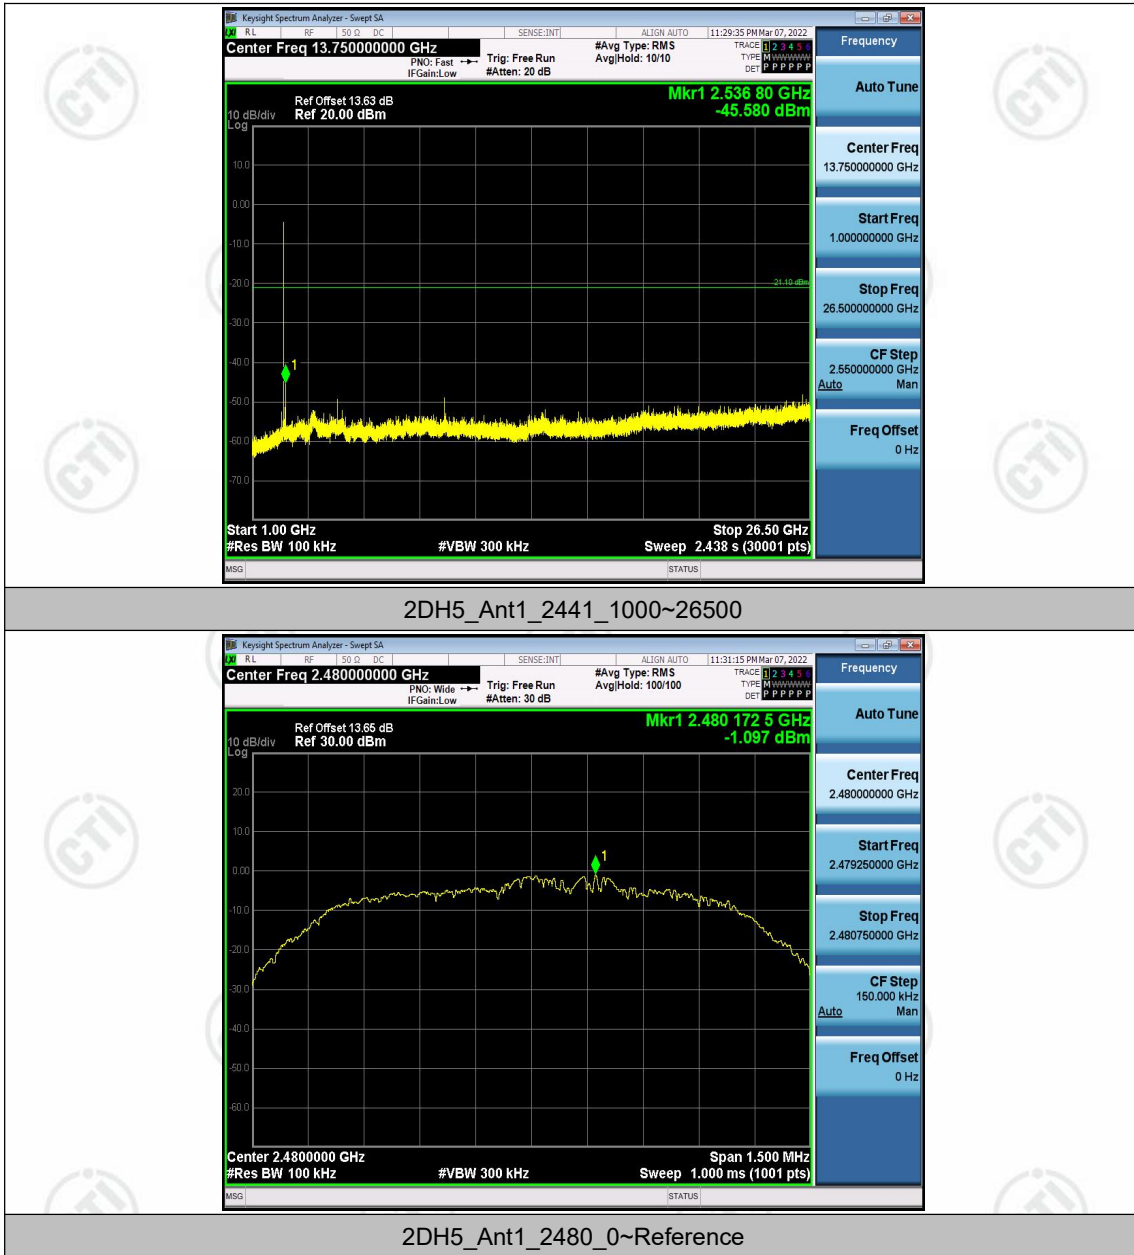 Keysight Spectrum Analyzer - Swept SA
RL RF 50 Ω DC SENSE:INT ALIGN AUTO 11:29:35 PM Mar 07, 2022
Center Freq 13.750000000 GHz
PNO: Fast
IFGain:Low
Trig: Free Run
#Atten: 20 dB
#Avg Type: RMS
Avg|Hold: 10/10
TRACE 1 2 3 4 5 6
TYPE M WWWWW
DET P P P P P P
Frequency
Auto Tune
Center Freq
13.750000000 GHz
Start Freq
1.000000000 GHz
Stop Freq
26.500000000 GHz
CF Step
2.550000000 GHz
Auto Man
Freq Offset
0 Hz
Mkr1 2.536 80 GHz
-45.580 dBm
Ref Offset 13.63 dB
10 dB/div Ref 20.00 dBm
Log
10.0
0.00
-10.0
-20.0
-21.10 dBm
-30.0
-40.0
1
-50.0
-60.0
-70.0
Start 1.00 GHz Stop 26.50 GHz
#Res BW 100 kHz #VBW 300 kHz Sweep 2.438 s (30001 pts)
MSG STATUS
2DH5_Ant1_2441_1000~26500
Keysight Spectrum Analyzer - Swept SA
RL RF 50 Ω DC SENSE:INT ALIGN AUTO 11:31:15 PM Mar 07, 2022
Center Freq 2.480000000 GHz
PNO: Wide
IFGain:Low
Trig: Free Run
#Atten: 30 dB
#Avg Type: RMS
Avg|Hold: 100/100
TRACE 1 2 3 4 5 6
TYPE M WWWWW
DET P P P P P P
Frequency
Auto Tune
Center Freq
2.480000000 GHz
Start Freq
2.479250000 GHz
Stop Freq
2.480750000 GHz
CF Step
150.000 kHz
Auto Man
Freq Offset
0 Hz
Mkr1 2.480 172 5 GHz
-1.097 dBm
Ref Offset 13.65 dB
10 dB/div Ref 30.00 dBm
Log
20.0
10.0
1
0.00
-10.0
-20.0
-30.0
-40.0
-50.0
-60.0
Center 2.4800000 GHz Span 1.500 MHz
#Res BW 100 kHz #VBW 300 kHz Sweep 1.000 ms (1001 pts)
MSG STATUS
2DH5_Ant1_2480_0~Reference
CTI
CTI
CTI
CTI
CTI
CTI